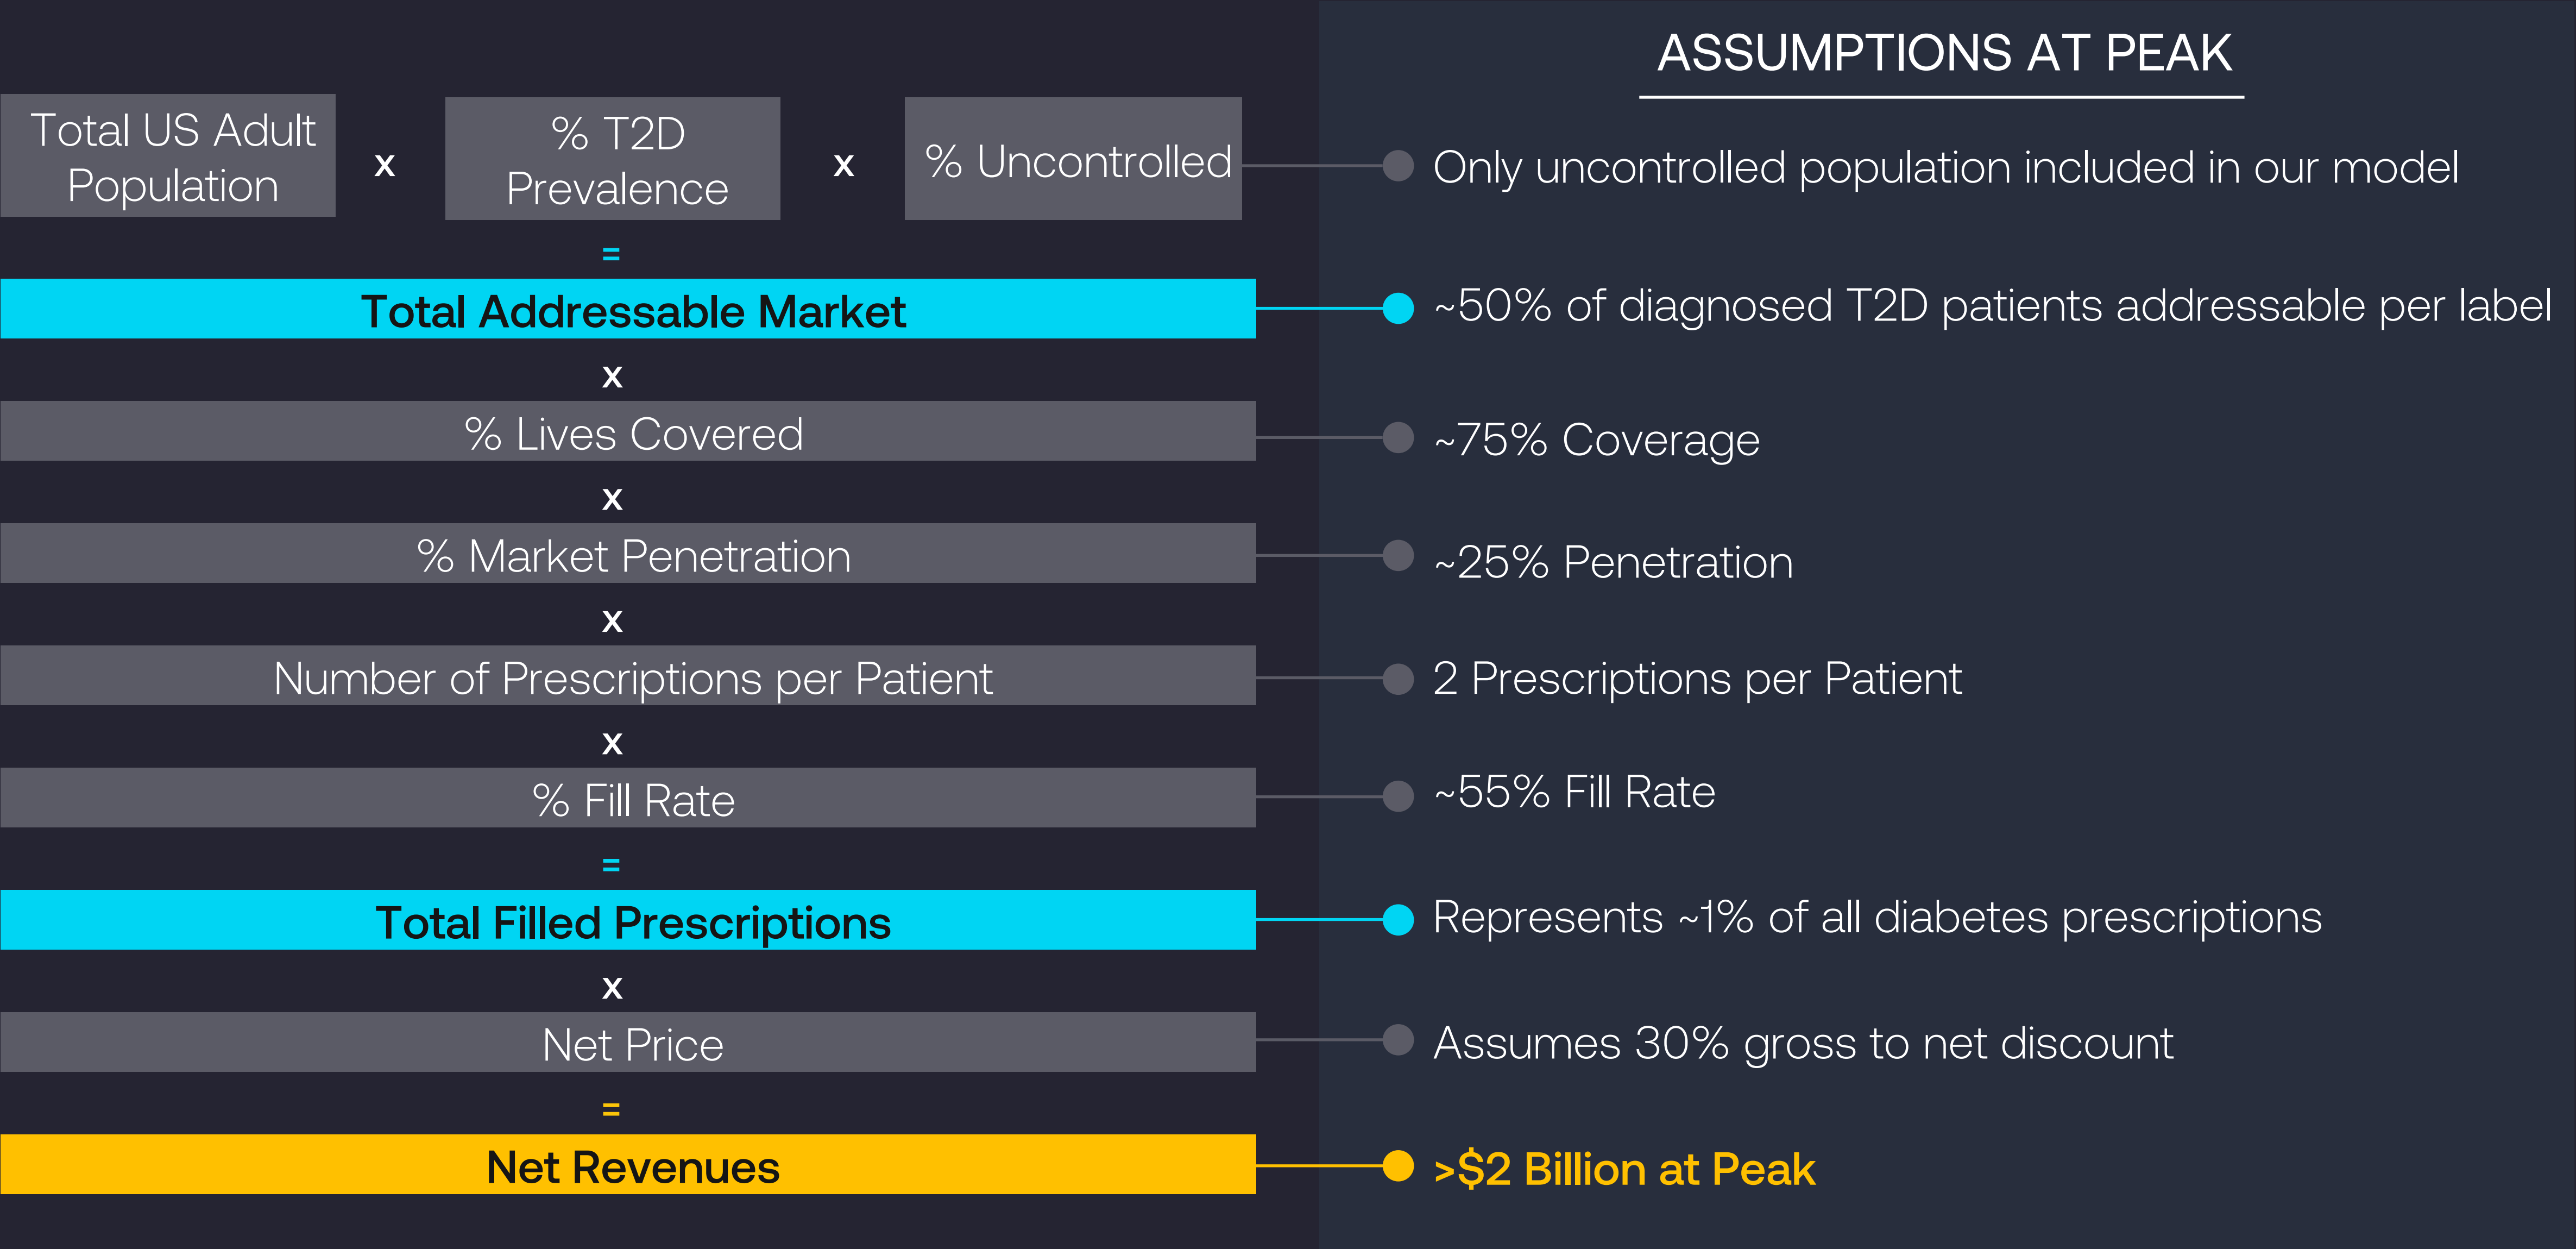 ASSUMPTIONS AT PEAK
Total US Adult
Population
x
% T2D
Prevalence
x
% Uncontrolled
Only uncontrolled population included in our model
=
Total Addressable Market
~50% of diagnosed T2D patients addressable per label
x
% Lives Covered
~75% Coverage
x
% Market Penetration
~25% Penetration
x
Number of Prescriptions per Patient
2 Prescriptions per Patient
x
% Fill Rate
~55% Fill Rate
=
Total Filled Prescriptions
Represents ~1% of all diabetes prescriptions
x
Net Price
Assumes 30% gross to net discount
=
Net Revenues
>$2 Billion at Peak